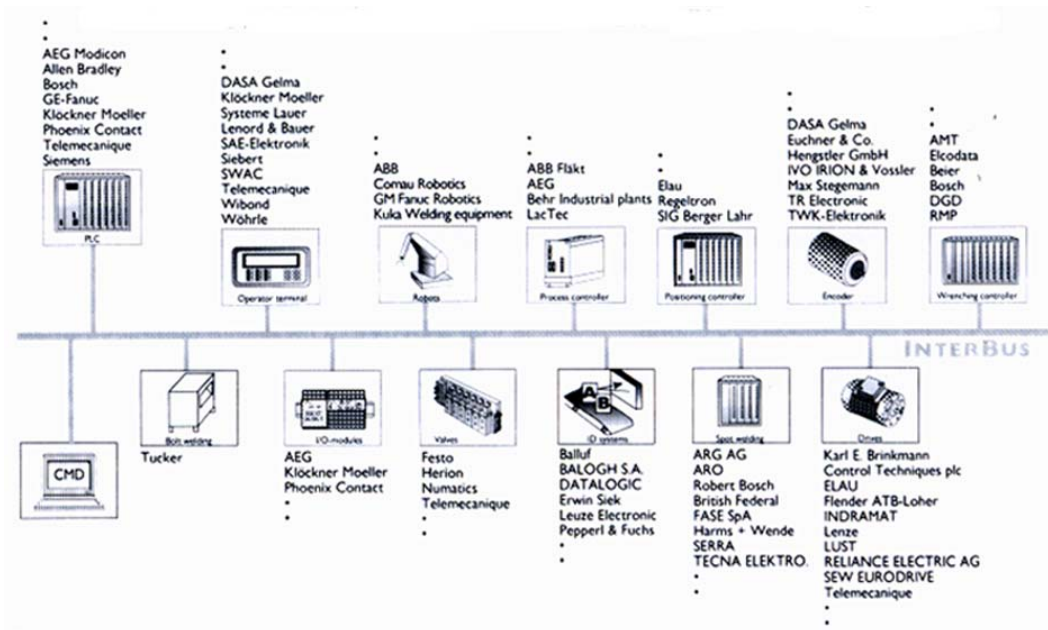 AEG Modicon
Allen Bradley
Bosch
GE-Fanuc
Klöckner Moeller
Phoenix Contact
Telemecanique
Siemens
PLC
DASA Gelma
Klöckner Moeller
Systeme Lauer
Lenord & Bauer
SAE-Elektronik
Siebert
SWAC
Telemecanique
Wibond
Wöhrle
Operator terminal
ABB
Comau Robotics
GM Fanuc Robotics
Kuka Welding equipment
Robots
ABB Fläkt
AEG
Behr Industrial plants
LacTec
Process controller
Elau
Regeltron
SIG Berger Lahr
Positioning controller
DASA Gelma
Euchner & Co.
Hengstler GmbH
IVO IRION & Vossler
Max Stegemann
TR Electronic
TWK-Elektronik
Encoder
AMT
Elcodata
Beier
Bosch
DGD
RMP
Wrenching controller
INTERBUS
CMD
Bolt welding
Tucker
I/O-modules
AEG
Klöckner Moeller
Phoenix Contact
Valves
Festo
Herion
Numatics
Telemecanique
A
B
ID systems
Balluf
BALOGH S.A.
DATALOGIC
Erwin Siek
Leuze Electronic
Pepperl & Fuchs
Spot welding
ARG AG
ARO
Robert Bosch
British Federal
FASE SpA
Harms + Wende
SERRA
TECNA ELEKTRO.
Drives
Karl E. Brinkmann
Control Techniques plc
ELAU
Flender ATB-Loher
INDRAMAT
Lenze
LUST
RELIANCE ELECTRIC AG
SEW EURODRIVE
Telemecanique